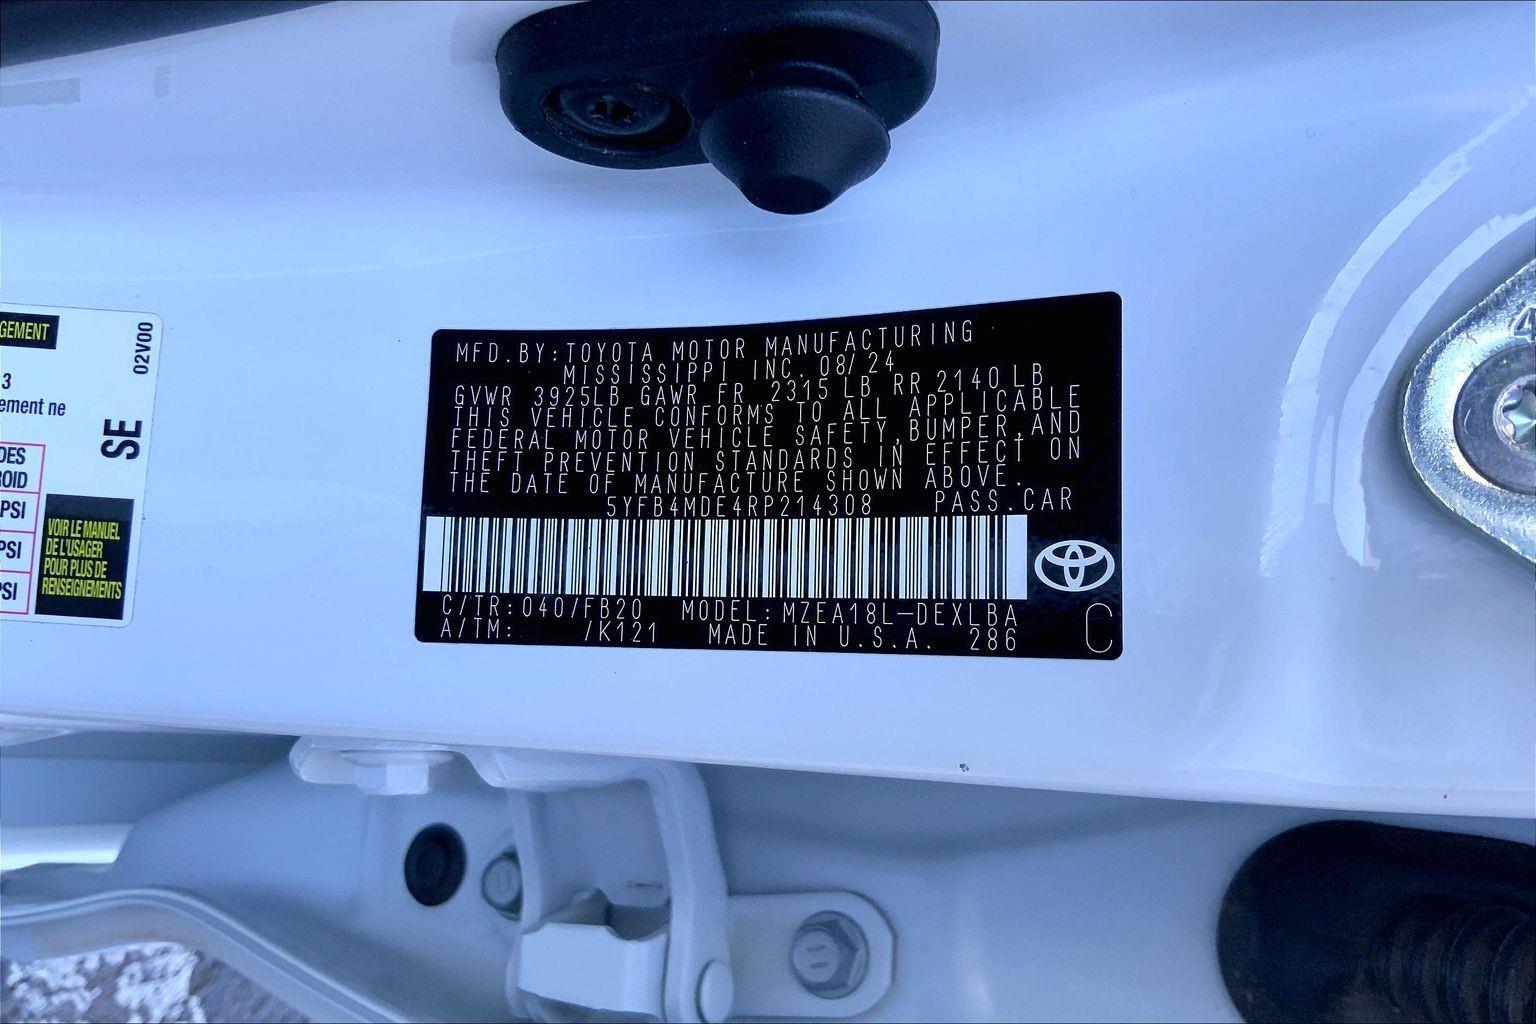 GEMENT
02V00
3
ement ne
SE
DES
ROID
PSI
PSI
PSI
VOIR LE MANUEL
DE L'USAGER
POUR PLUS DE
RENSEIGNEMENTS
MFD.BY:TOYOTA MOTOR MANUFACTURING
MISSISSIPPI INC. 08/24
GVWR 3925LB GAWR FR 2315 LB RR 2140LB
THIS VEHICLE CONFORMS TO ALL APPLICABLE
FEDERAL MOTOR VEHICLE SAFETY,BUMPER,AND
THEFT PREVENTION STANDARDS IN EFFECT ON
THE DATE OF MANUFACTURE SHOWN ABOVE.
5YFB4MDE4RP214308 PASS.CAR
C/TR:040/FB20 MODEL:MZEA18L-DEXLBA
A/TM: /K121 MADE IN U.S.A. 286
C
4